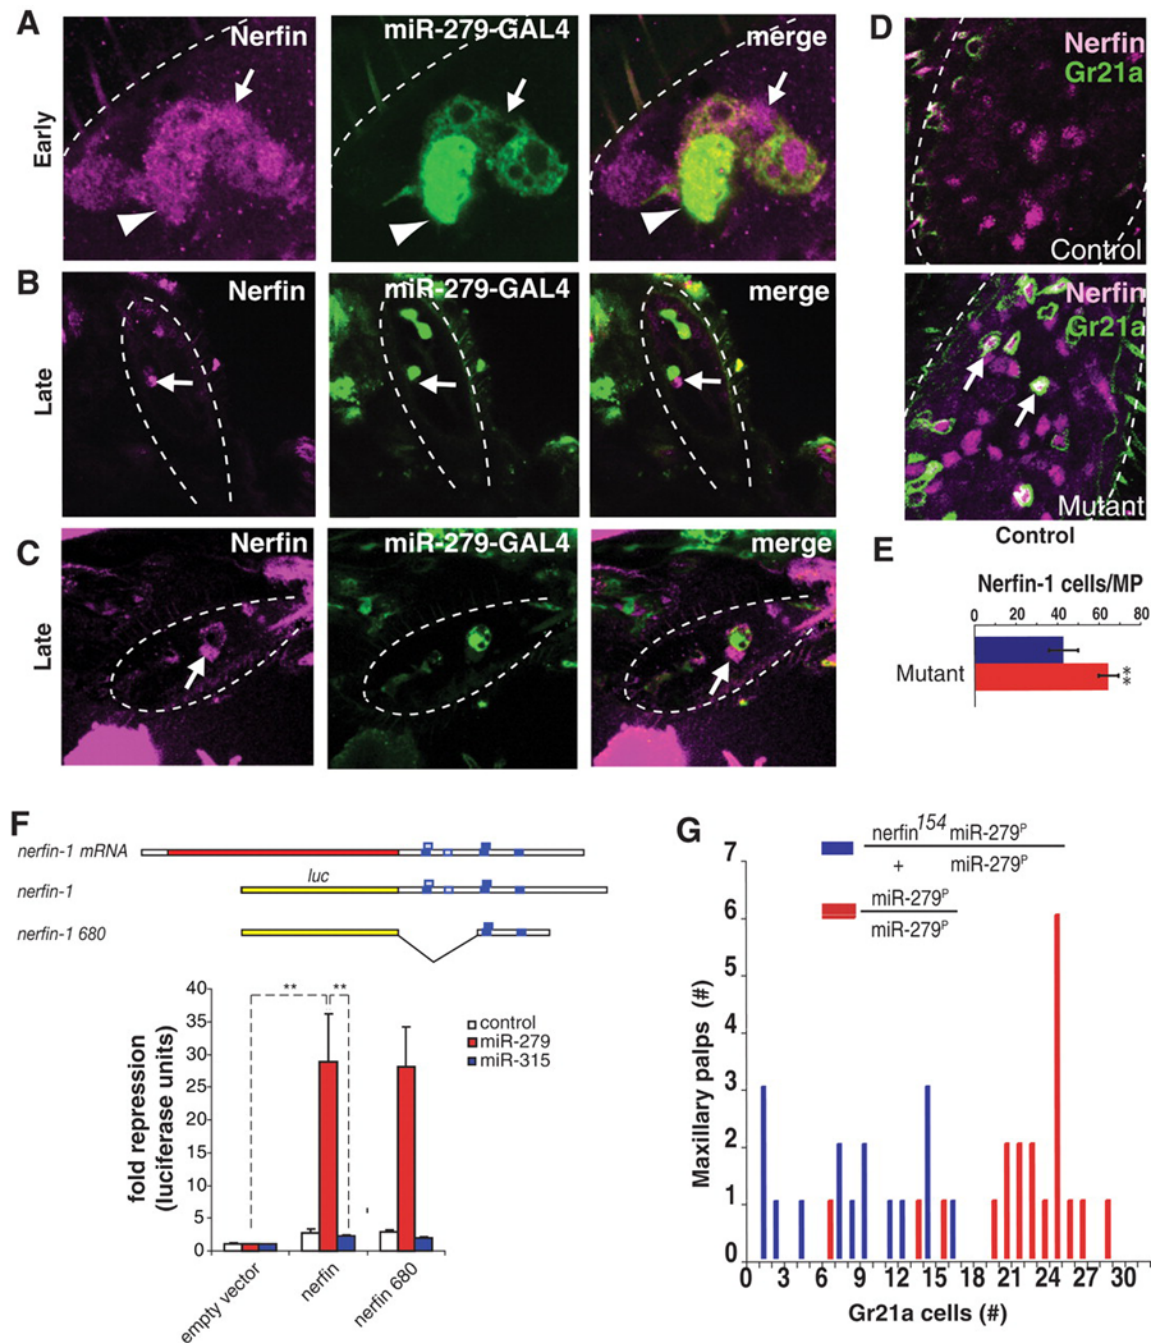 A
Nerfin
miR-279-GAL4
merge
Early
B
Nerfin
miR-279-GAL4
merge
Late
C
Nerfin
miR-279-GAL4
merge
Late
D
Nerfin
Gr21a
Control
Nerfin
Gr21a
Mutant
Control
E
Nerfin-1 cells/MP
0 20 40 60 80
Mutant
**
F
nerfin-1 mRNA
luc
nerfin-1
nerfin-1 680
fold repression
(luciferase units)
40
35
30
25
20
15
10
5
0
** **
control
miR-279
miR-315
empty vector
nerfin
nerfin 680
G
nerfin154 miR-279P
+ miR-279P
miR-279P
miR-279P
Maxillary palps (#)
7
6
5
4
3
2
1
0
0 3 6 9 12 15 18 21 24 27 30
Gr21a cells (#)